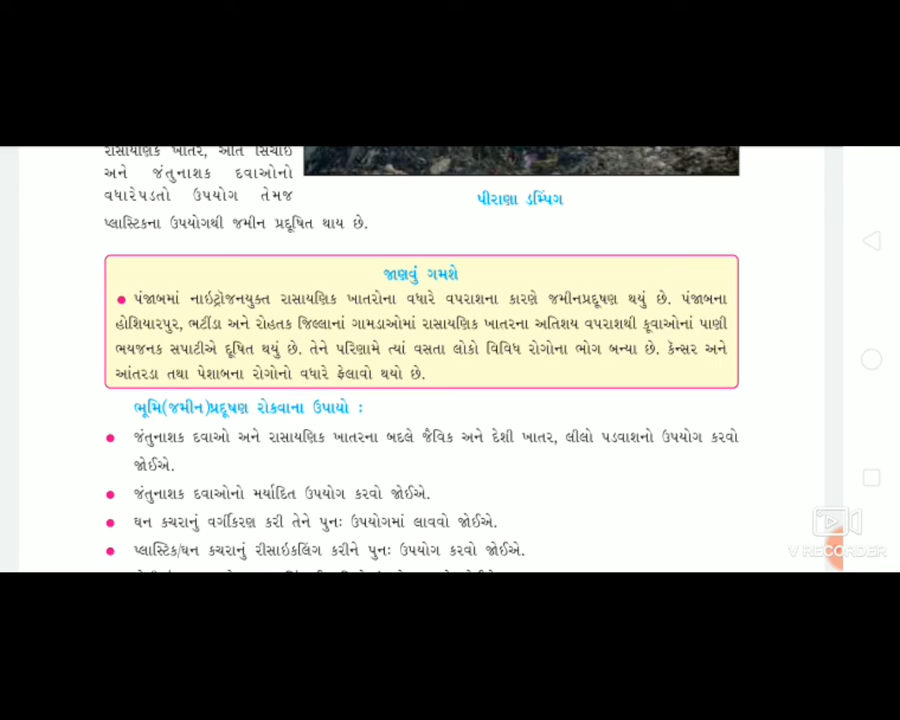 રાસાયણિક ખાતર, અતિ સિંચાઈ
અને જંતુનાશક દવાઓનો
વધારેપડતો ઉપયોગ તેમજ
પીરાણા ડમ્પિંગ
પ્લાસ્ટિકના ઉપયોગથી જમીન પ્રદૂષિત થાય છે.
જાણવું ગમશે
● પંજાબમાં નાઇટ્રૉજનયુક્ત રાસાયણિક ખાતરોના વધારે વપરાશના કારણે જમીનપ્રદૂષણ થયું છે. પંજાબના
હોશિયારપુર, ભટીંડા અને રોહતક જિલ્લાનાં ગામડાઓમાં રાસાયણિક ખાતરના અતિશય વપરાશથી કૂવાઓનાં પાણી
ભયજનક સપાટીએ દૂષિત થયું છે. તેને પરિણામે ત્યાં વસતા લોકો વિવિધ રોગોના ભોગ બન્યા છે. કૅન્સર અને
આંતરડા તથા પેશાબના રોગોનો વધારે ફેલાવો થયો છે.
ભૂમિ(જમીન)પ્રદૂષણ રોકવાના ઉપાયો :
● જંતુનાશક દવાઓ અને રાસાયણિક ખાતરના બદલે જૈવિક અને દેશી ખાતર, લીલો પડવાશનો ઉપયોગ કરવો
જોઈએ.
● જંતુનાશક દવાઓનો મર્યાદિત ઉપયોગ કરવો જોઈએ.
● ઘન કચરાનું વર્ગીકરણ કરી તેને પુનઃ ઉપયોગમાં લાવવો જોઈએ.
● પ્લાસ્ટિક/ઘન કચરાનું રીસાઇકલિંગ કરીને પુનઃ ઉપયોગ કરવો જોઈએ.
V RECORDER